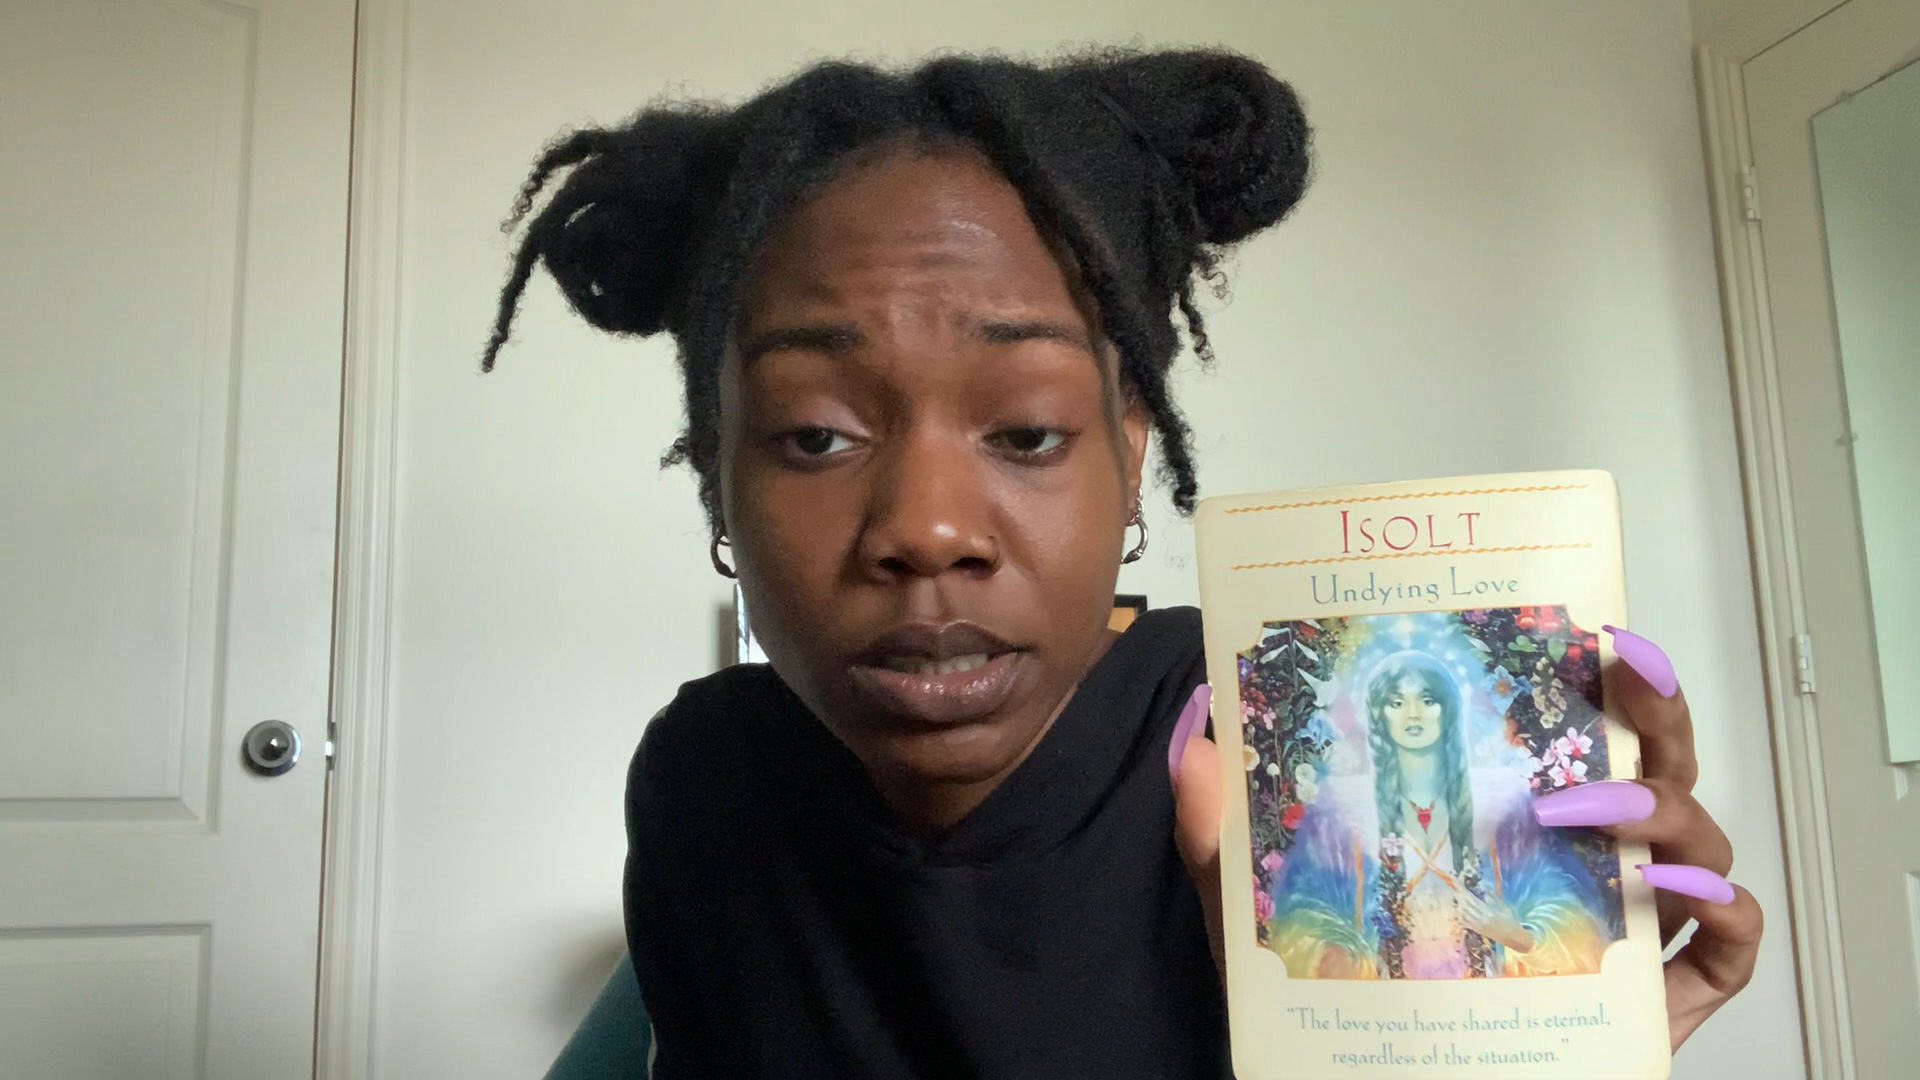 ISOLT
Undying Love
"The love you have shared is eternal,
regardless of the situation."